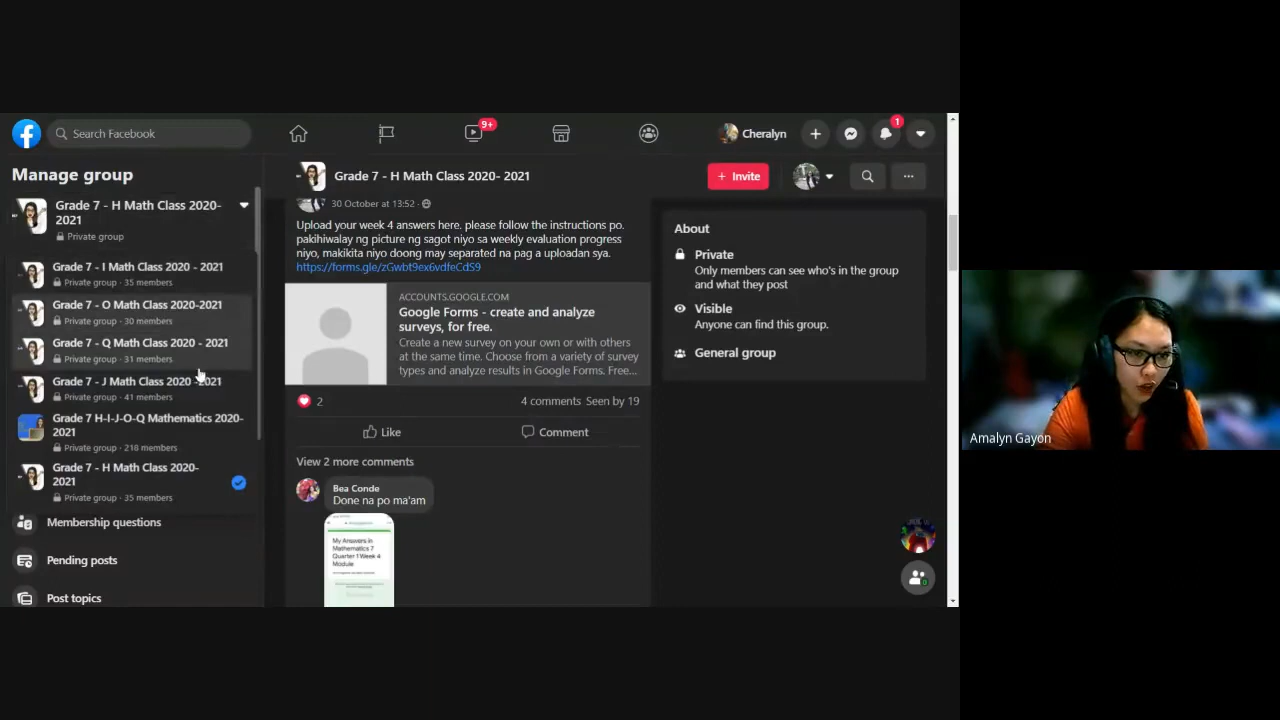 Search Facebook
9+
Cheralyn
1
Manage group
Grade 7 - H Math Class 2020-
2021
Private group
Grade 7 - I Math Class 2020 - 2021
Private group · 35 members
Grade 7 - O Math Class 2020-2021
Private group · 30 members
Grade 7 - Q Math Class 2020 - 2021
Private group · 31 members
Grade 7 - J Math Class 2020 - 2021
Private group · 41 members
Grade 7 H-I-J-O-Q Mathematics 2020-
2021
Private group · 218 members
Grade 7 - H Math Class 2020-
2021
Private group · 35 members
Membership questions
Pending posts
Post topics
Grade 7 - H Math Class 2020- 2021
+ Invite
30 October at 13:52
Upload your week 4 answers here. please follow the instructions po.
pakihiwalay ng picture ng sagot niyo sa weekly evaluation progress
niyo, makikita niyo doong may separated na pag a uploadan sya.
https://forms.gle/zGwbt9ex6vdfeCdS9
ACCOUNTS.GOOGLE.COM
Google Forms - create and analyze
surveys, for free.
Create a new survey on your own or with others
at the same time. Choose from a variety of survey
types and analyze results in Google Forms. Free...
2
4 comments Seen by 19
Like
Comment
View 2 more comments
Bea Conde
Done na po ma'am
My Answers in
Mathematics 7
Quarter 1 Week 4
Module
About
Private
Only members can see who's in the group
and what they post
Visible
Anyone can find this group.
General group
Amalyn Gayon